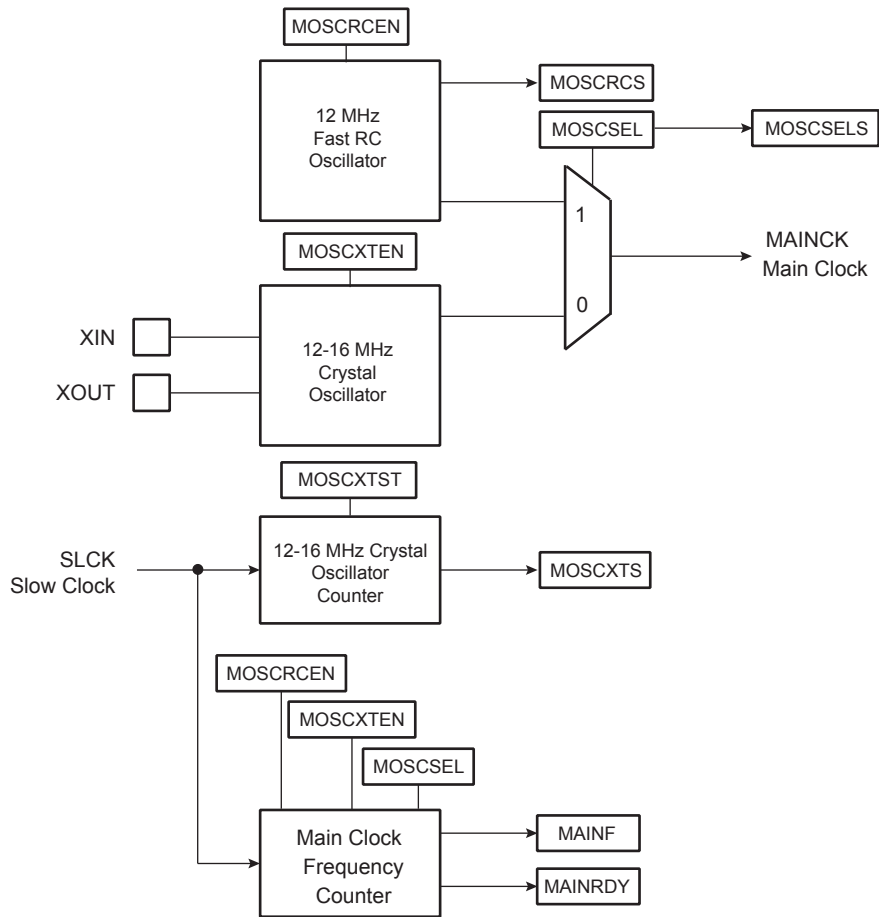 MOSCRCEN
12 MHz
Fast RC
Oscillator
MOSCRCS
MOSCSEL
MOSCSELS
1
0
MAINCK
Main Clock
MOSCXTEN
XIN
XOUT
12-16 MHz
Crystal
Oscillator
MOSCXTST
SLCK
Slow Clock
12-16 MHz Crystal
Oscillator
Counter
MOSCXTS
MOSCRCEN
MOSCXTEN
MOSCSEL
Main Clock
Frequency
Counter
MAINF
MAINRDY